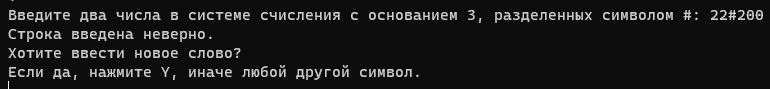 Введите два числа в системе счисления с основанием 3, разделенных символом #: 22#200
Строка введена неверно.
Хотите ввести новое слово?
Если да, нажмите Y, иначе любой другой символ.